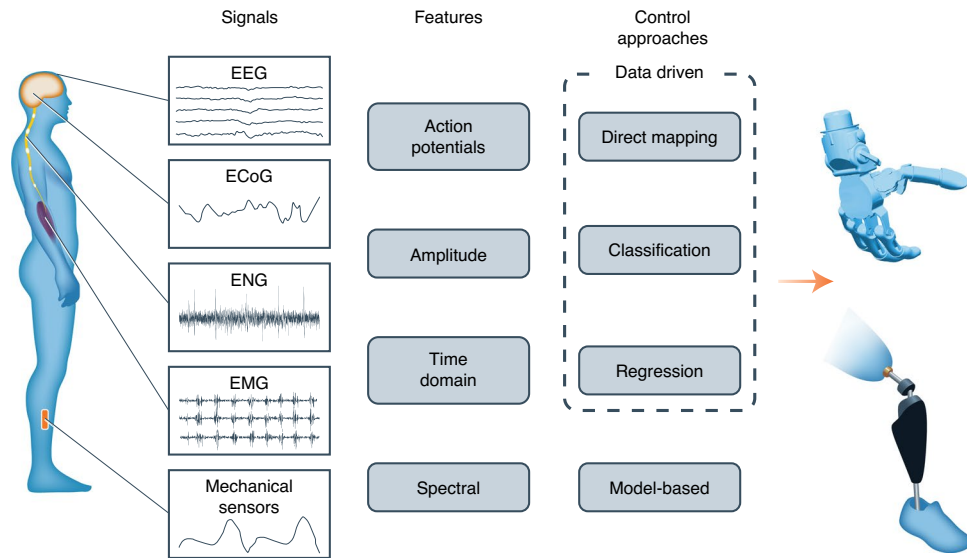 Signals
Features
Control
approaches
EEG
ECoG
ENG
EMG
Mechanical
sensors
Action
potentials
Amplitude
Time
domain
Spectral
Data driven
Direct mapping
Classification
Regression
Model-based